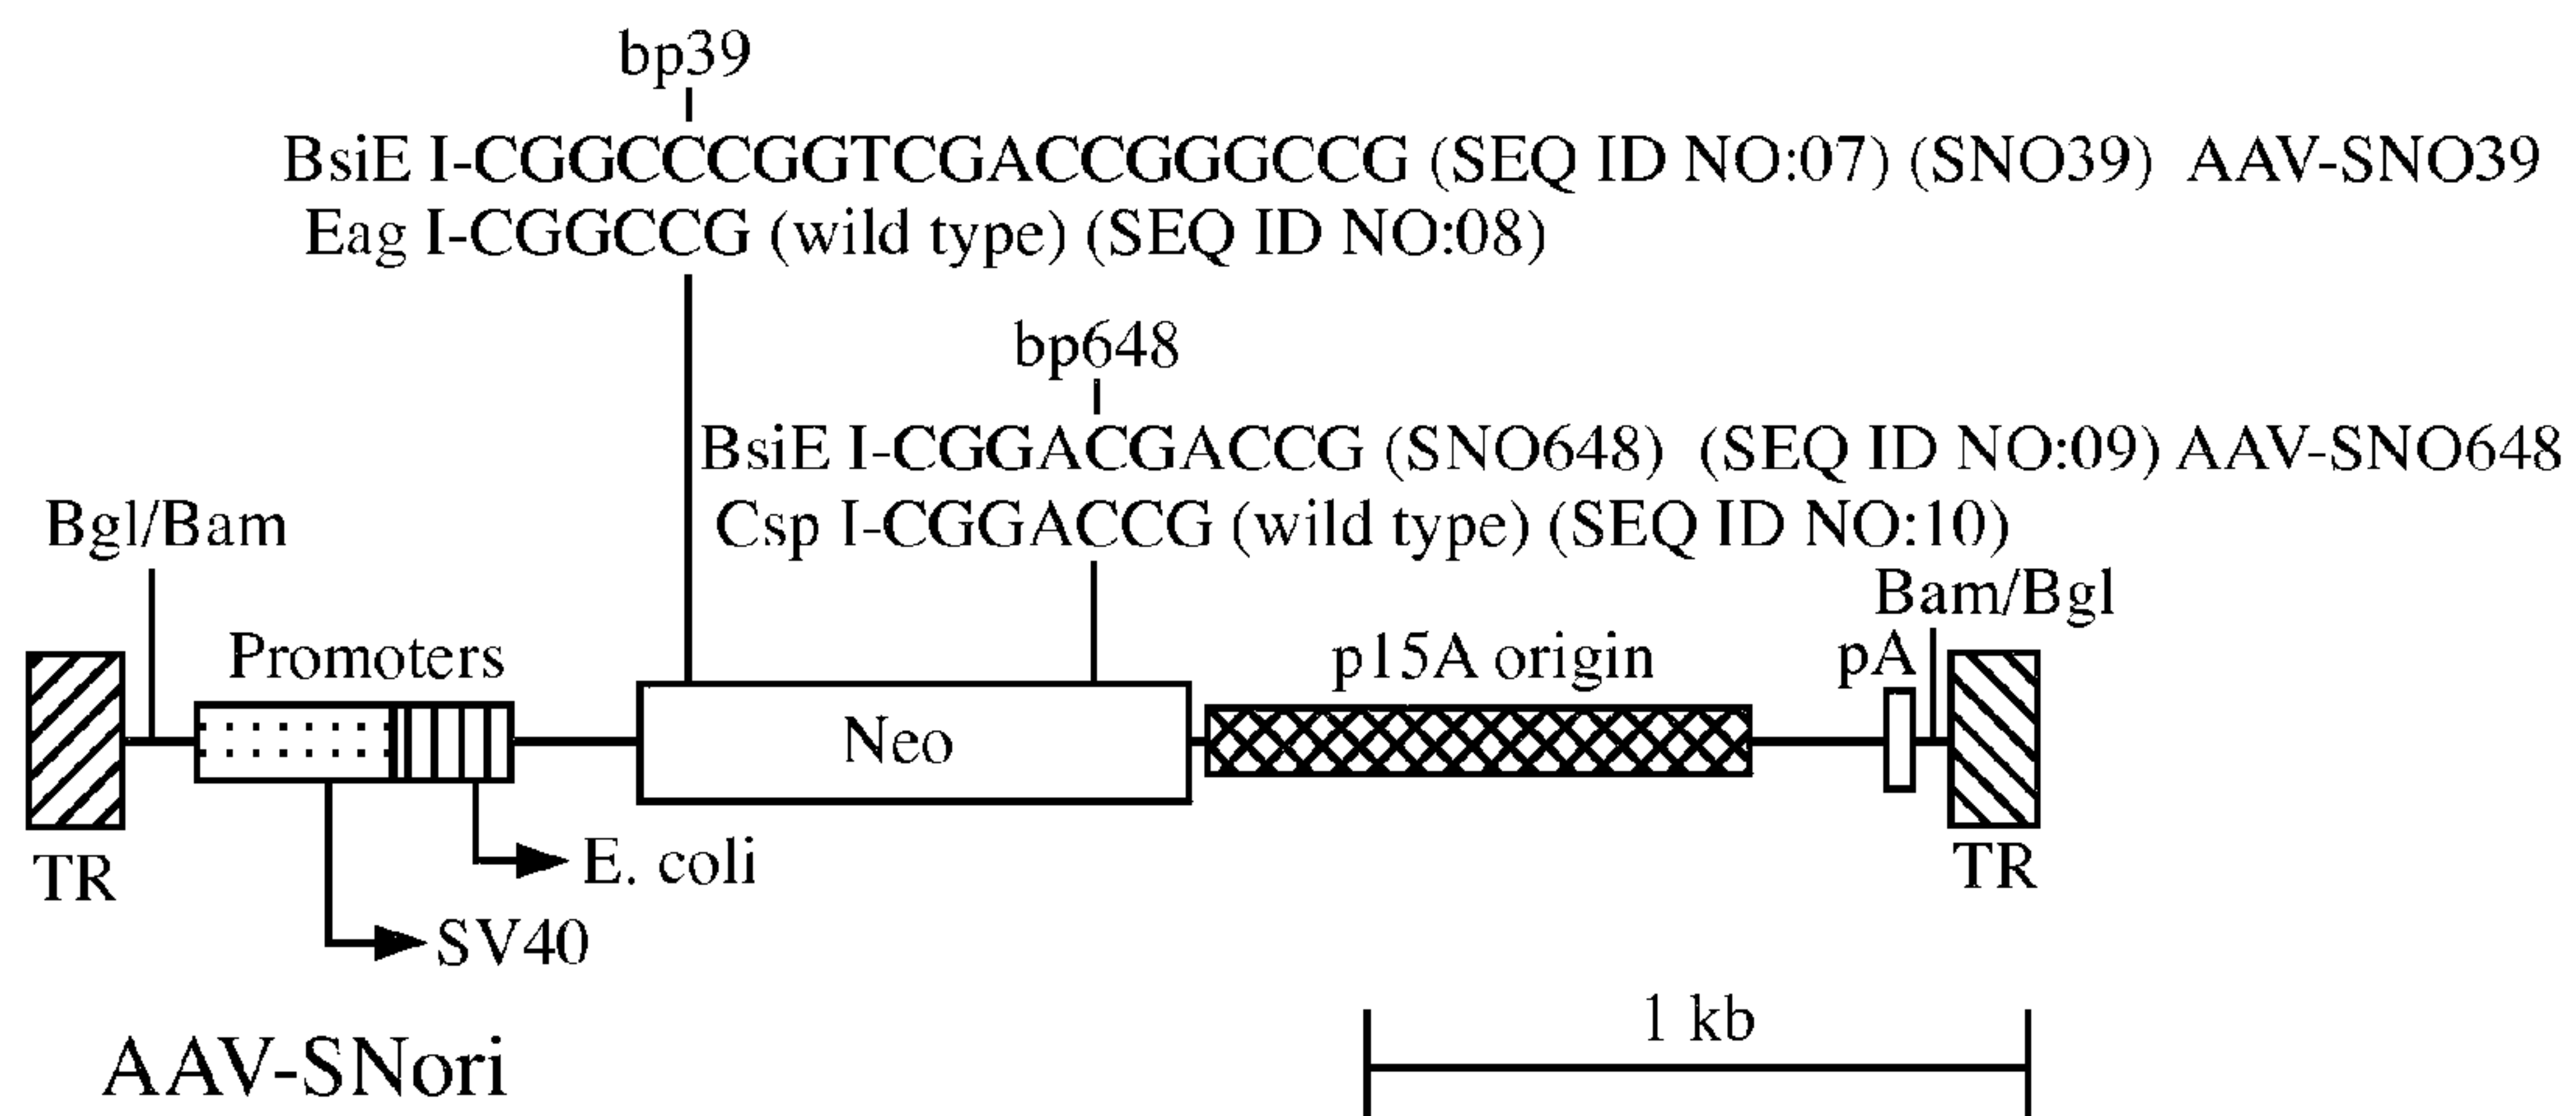 bp39
BsiE I-CGGCCCGGTCGACCGGGCCG (SEQ ID NO:07) (SNO39) AAV-SNO39
Eag I-CGGCCG (wild type) (SEQ ID NO:08)
bp648
BsiE I-CGGACGACCG (SNO648) (SEQ ID NO:09) AAV-SNO648
Csp I-CGGACCG (wild type) (SEQ ID NO:10)
Bgl/Bam
Bam/Bgl
Promoters
p15A origin
pA
Neo
TR
E. coli
TR
SV40
1 kb
AAV-SNori